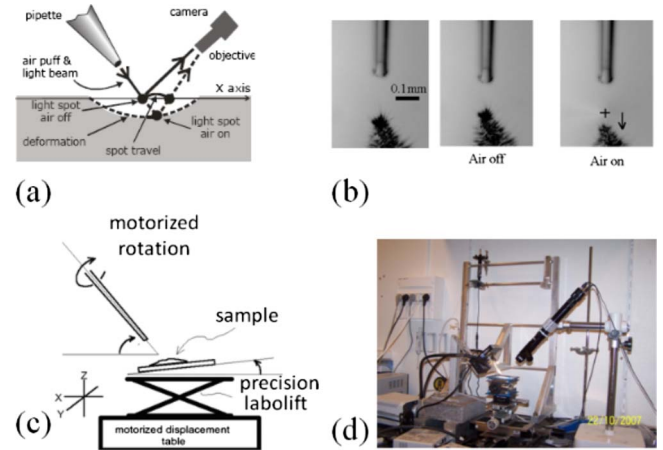 pipette
camera
objective
air puff &
light beam
X axis
light spot
air off
light spot
air on
deformation
spot travel
(a)
0.1mm
Air off
Air on
(b)
motorized
rotation
sample
precision
labolift
Z
X
Y
motorized displacement
table
(c)
22/10/2007
(d)